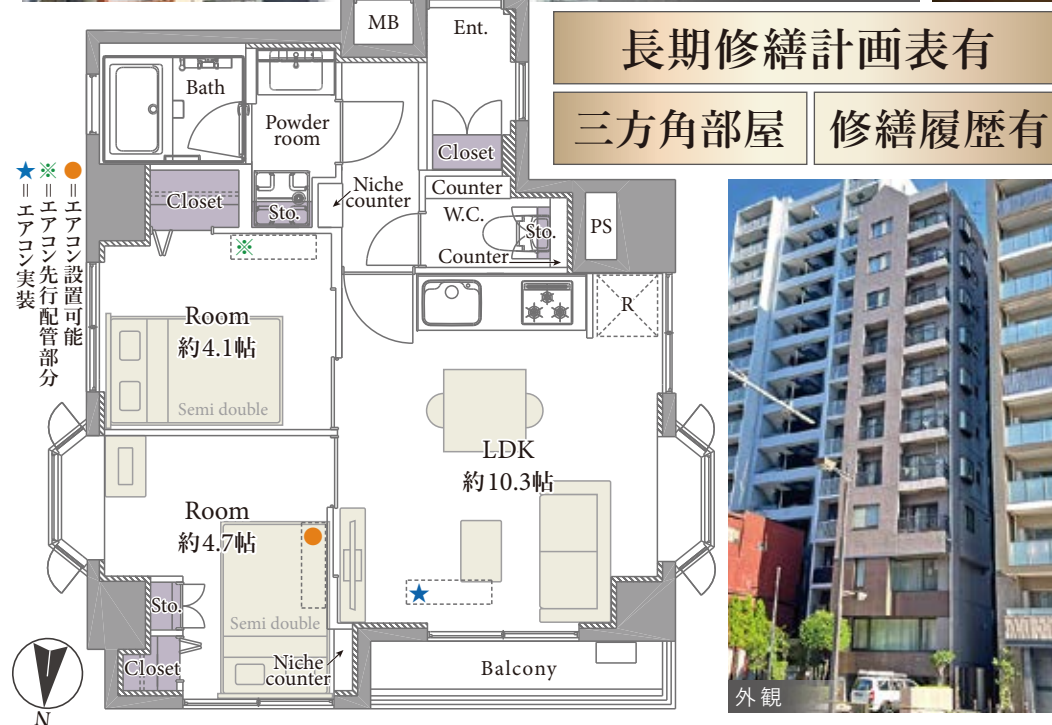 長期修繕計画表有
三方角部屋
修繕履歴有
MB
Ent.
Bath
Powder
room
Closet
Closet
Sto.
Niche
counter
Counter
W.C.
Sto.
Counter
PS
R
●=エアコン設置可能
※=エアコン先行配管部分
★=エアコン実装
※
Room
約4.1帖
Semi double
LDK
約10.3帖
Room
約4.7帖
Semi double
★
Sto.
Closet
Niche
counter
Balcony
N
外観